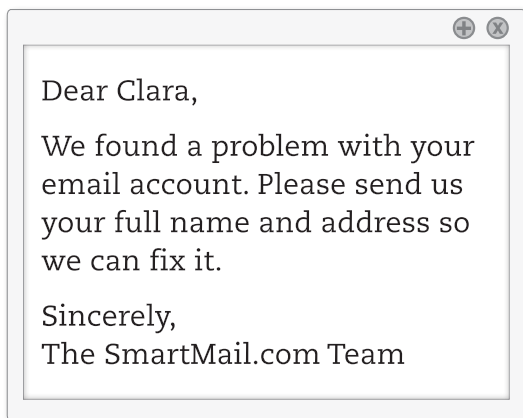 Dear Clara,
We found a problem with your
email account. Please send us
your full name and address so
we can fix it.
Sincerely,
The SmartMail.com Team